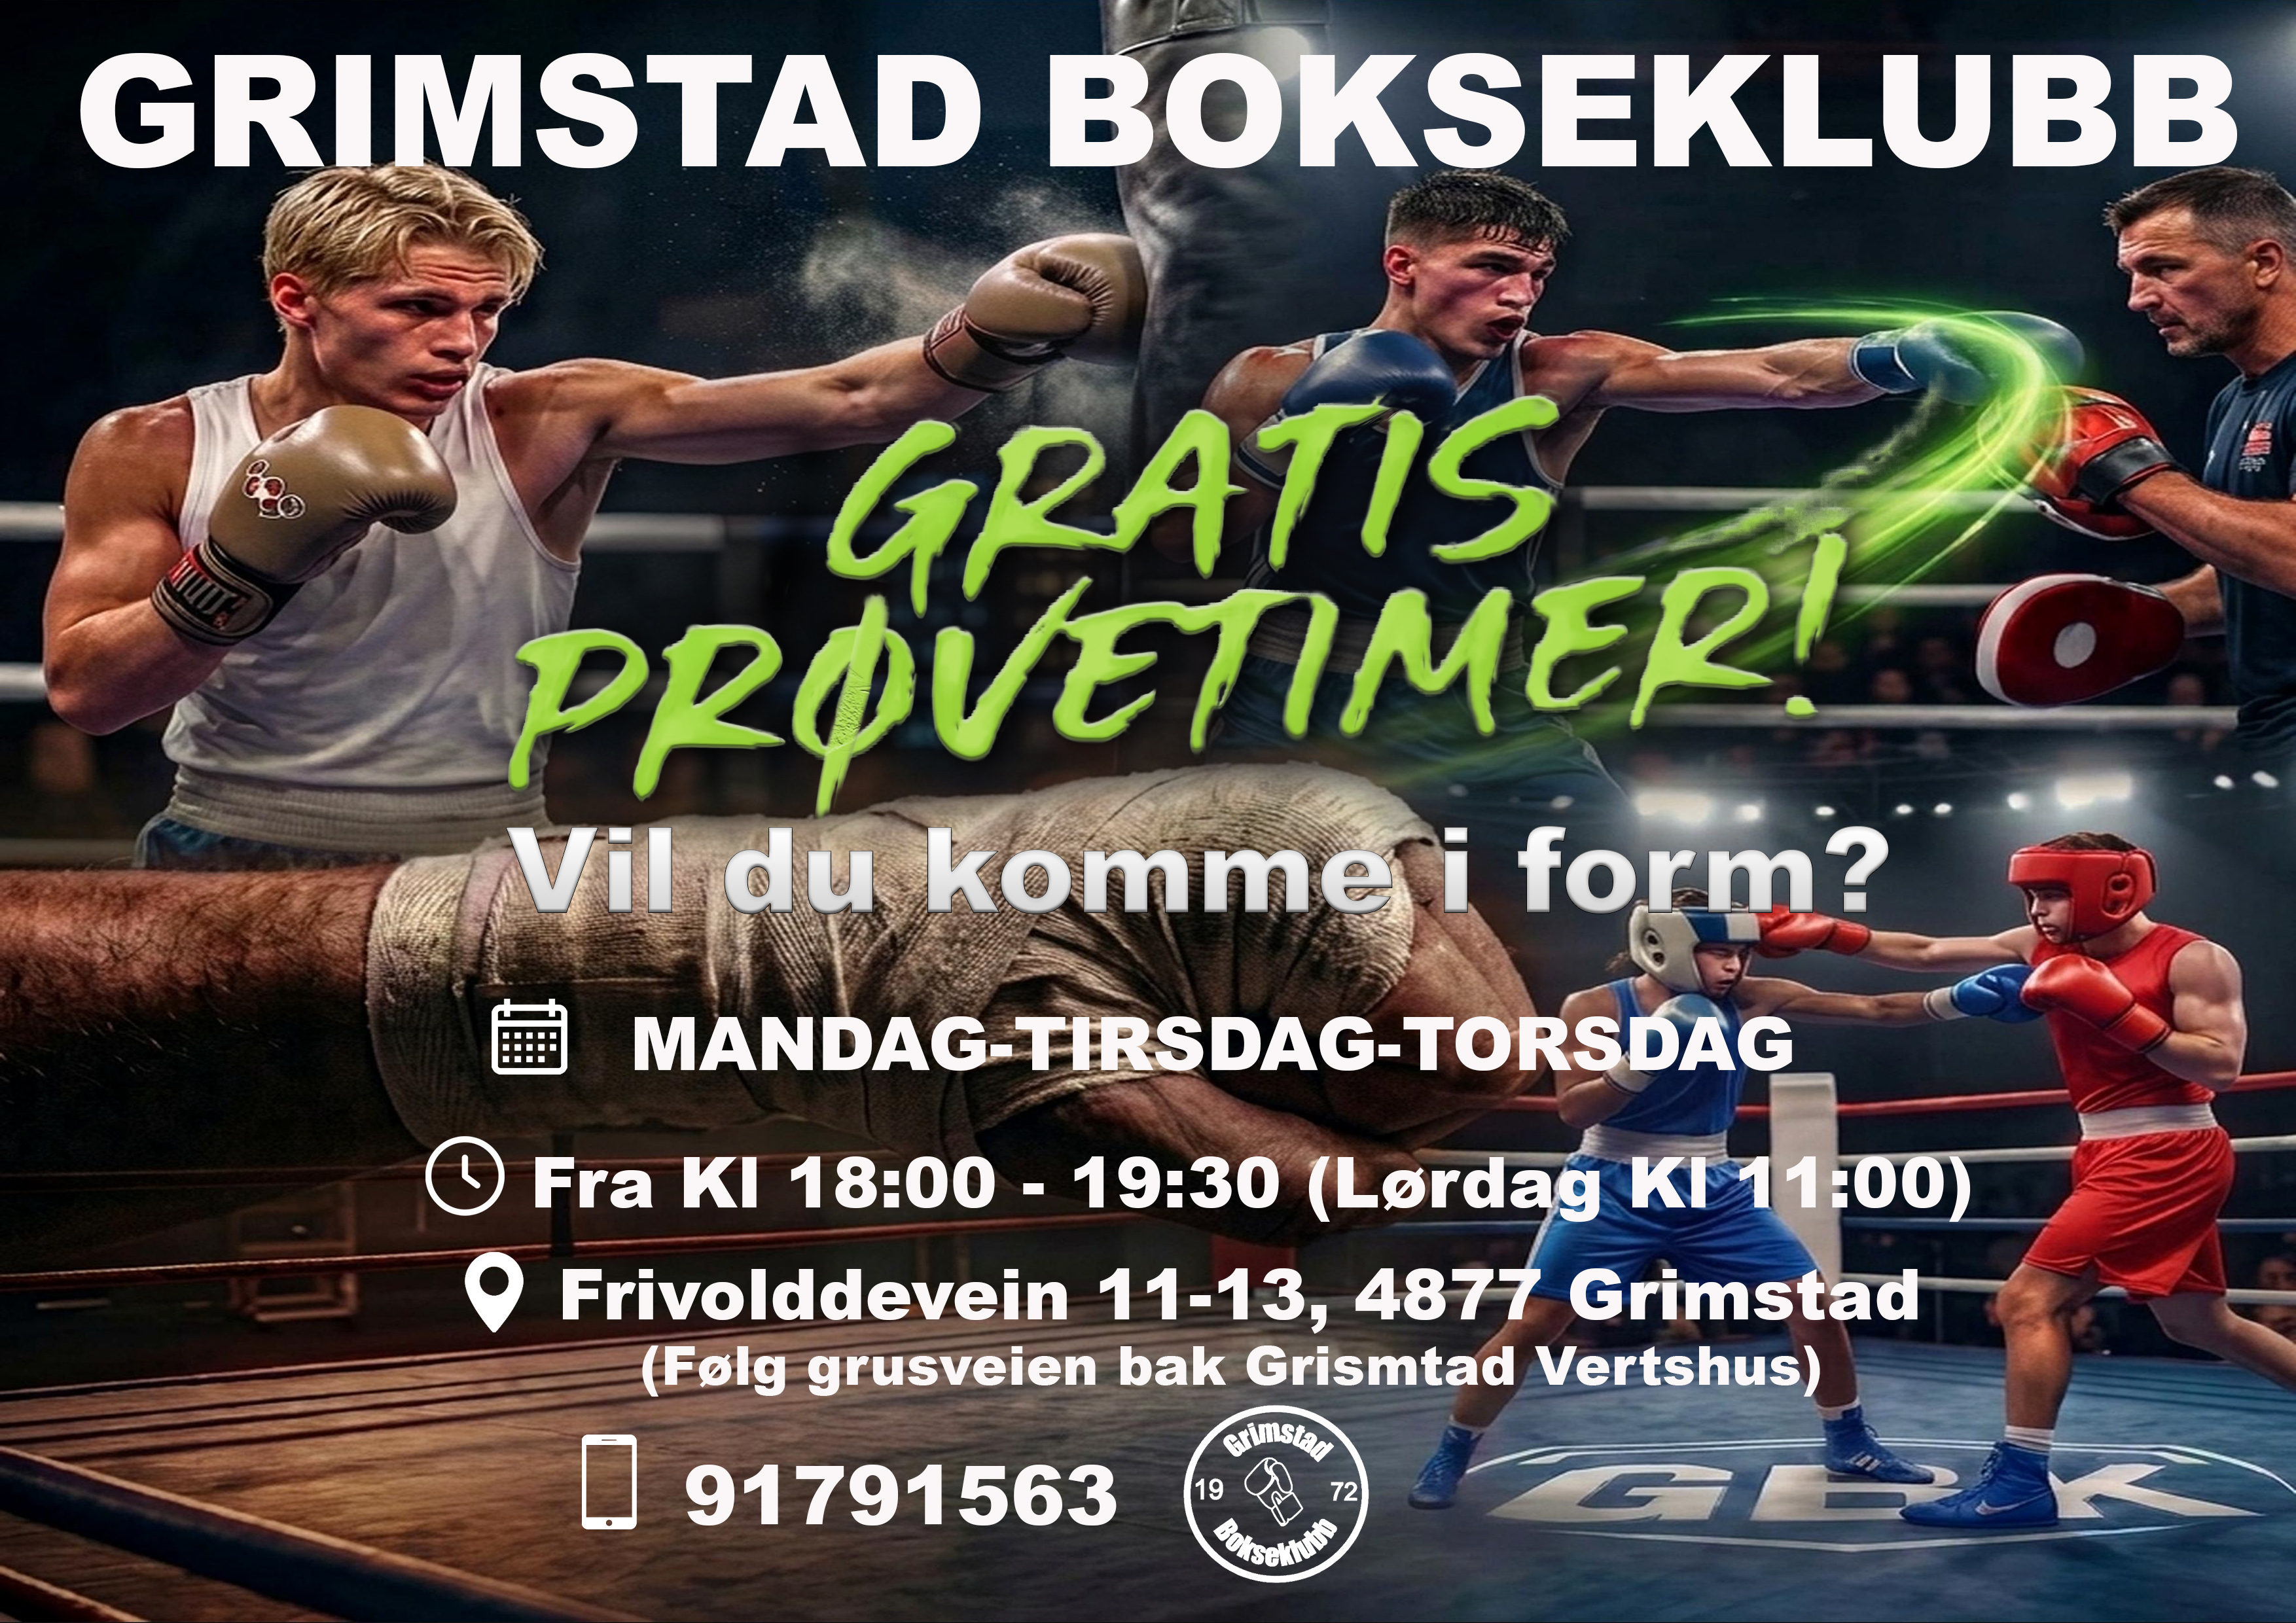 GRIMSTAD BOKSEKLUBB
GRATIS
PRØVETIMER!
Vil du komme i form?
MANDAG-TIRSDAG-TORSDAG
Fra Kl 18:00 - 19:30 (Lørdag Kl 11:00)
Frivolddevein 11-13, 4877 Grimstad
(Følg grusveien bak Grismtad Vertshus)
91791563
Grimstad
19 72
Bokseklubb
GBK